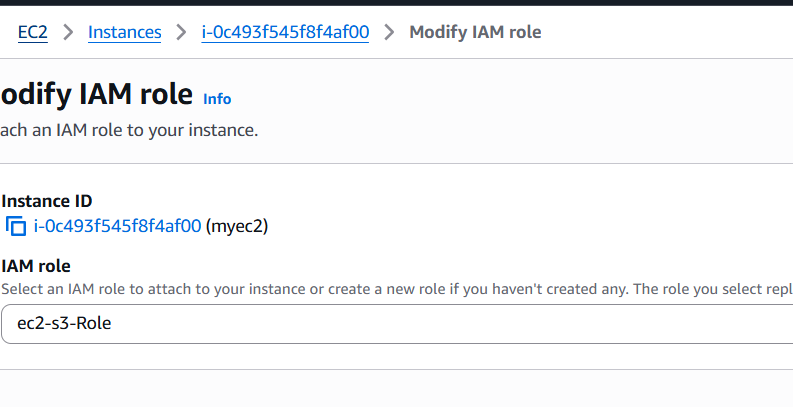 EC2 > Instances > i-0c493f545f8f4af00 > Modify IAM role
odify IAM role Info
ach an IAM role to your instance.
Instance ID
i-0c493f545f8f4af00 (myec2)
IAM role
Select an IAM role to attach to your instance or create a new role if you haven't created any. The role you select repl
ec2-s3-Role